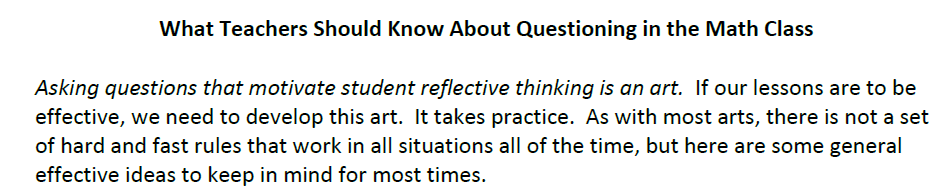 What Teachers Should Know About Questioning in the Math Class
Asking questions that motivate student reflective thinking is an art.  If our lessons are to be
effective, we need to develop this art.  It takes practice.  As with most arts, there is not a set
of hard and fast rules that work in all situations all of the time, but here are some general
effective ideas to keep in mind for most times.